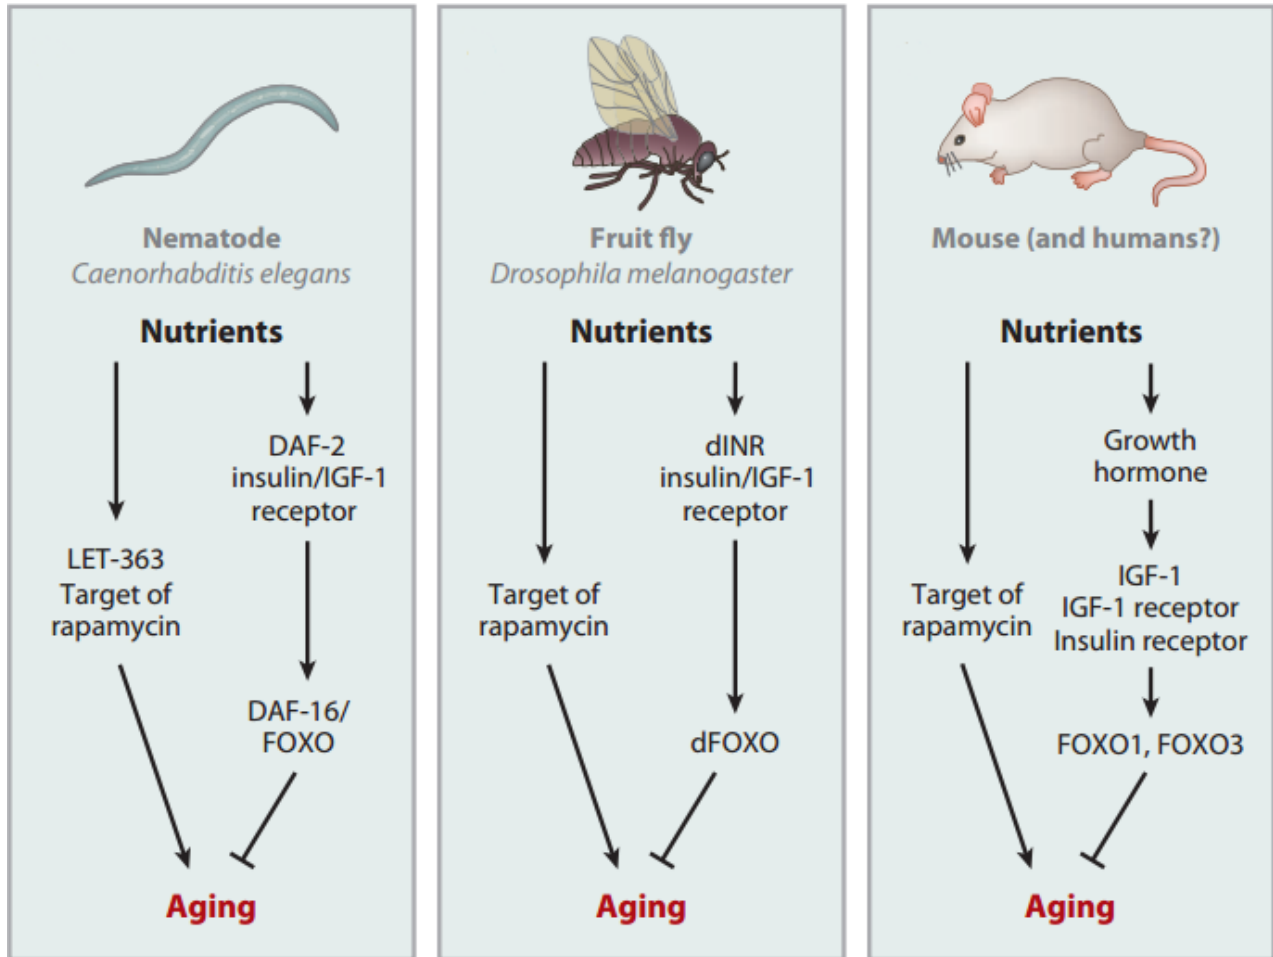 Nematode
Caenorhabditis elegans
Nutrients
DAF-2
insulin/IGF-1
receptor
LET-363
Target of
rapamycin
DAF-16/
FOXO
Aging
Fruit fly
Drosophila melanogaster
Nutrients
dINR
insulin/IGF-1
receptor
Target of
rapamycin
dFOXO
Aging
Mouse (and humans?)
Nutrients
Growth
hormone
IGF-1
IGF-1 receptor
Insulin receptor
Target of
rapamycin
FOXO1, FOXO3
Aging